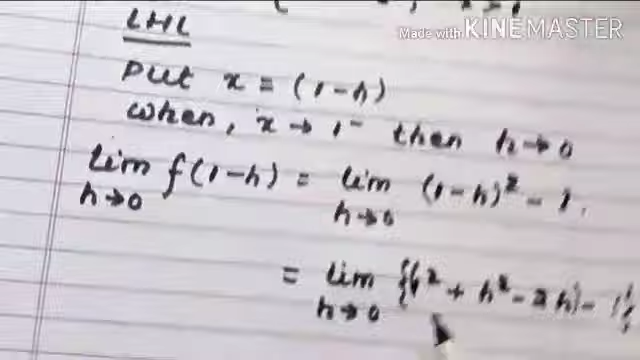 Made with KINEMASTER
LHL
Put x = (1-h)
when, x → 1⁻ then h → 0
lim f(1-h) = lim (1-h)² - 1.
h→0 h→0
= lim {(1² + h² - 2h) - 1}
h→0